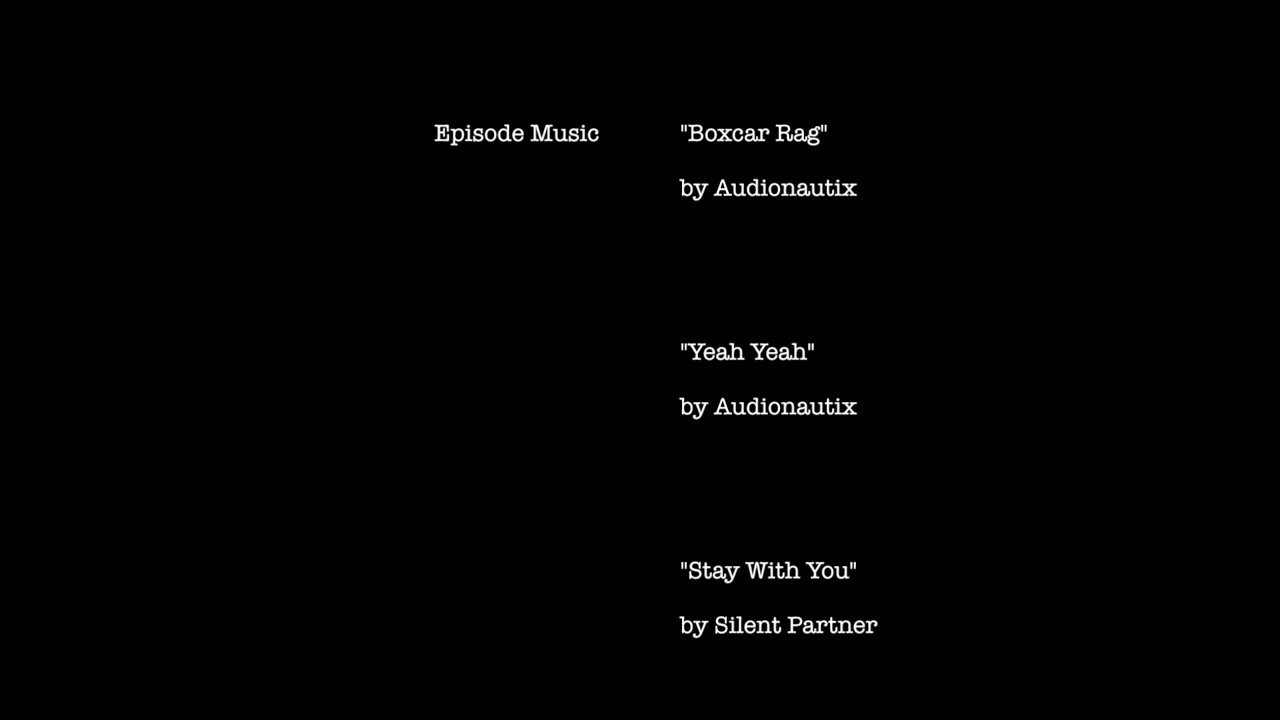 Episode Music "Boxcar Rag"
by Audionautix
"Yeah Yeah"
by Audionautix
"Stay With You"
by Silent Partner